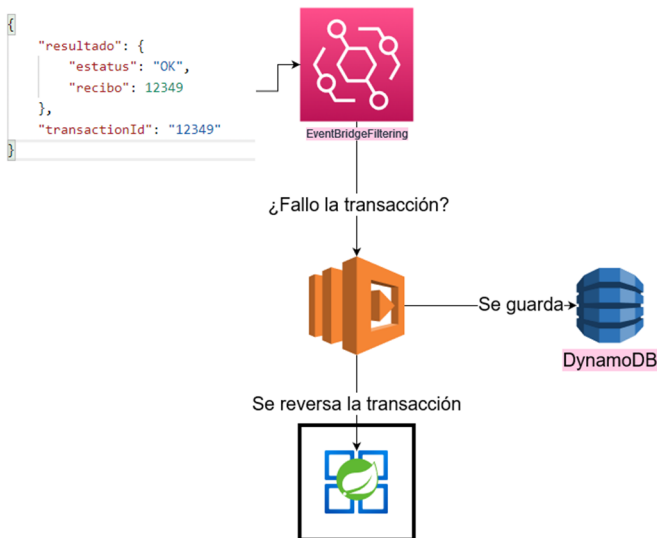 {
"resultado": {
"estatus": "OK",
"recibo": 12349
},
"transactionId": "12349"
}
EventBridgeFiltering
¿Fallo la transacción?
Se guarda
DynamoDB
Se reversa la transacción